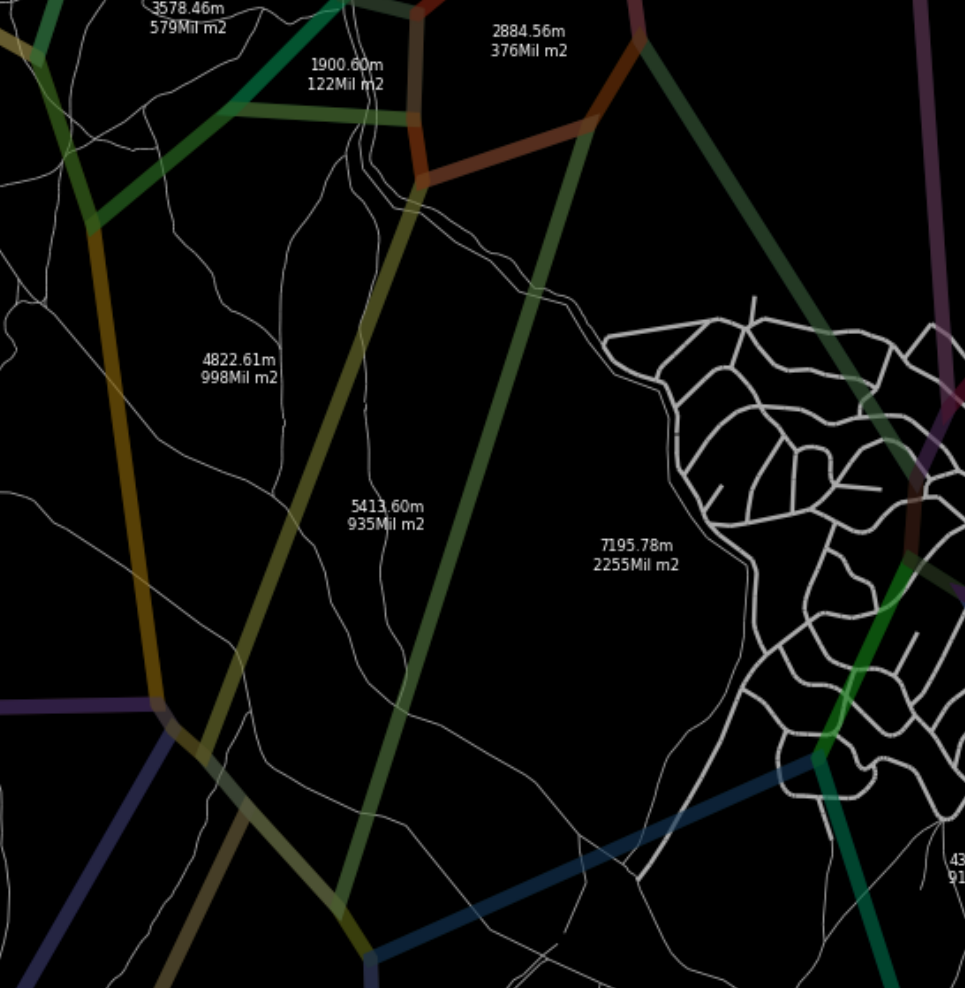 3578.46m
579Mil m2
2884.56m
376Mil m2
1900.60m
122Mil m2
4822.61m
998Mil m2
5413.60m
935Mil m2
7195.78m
2255Mil m2
43
91